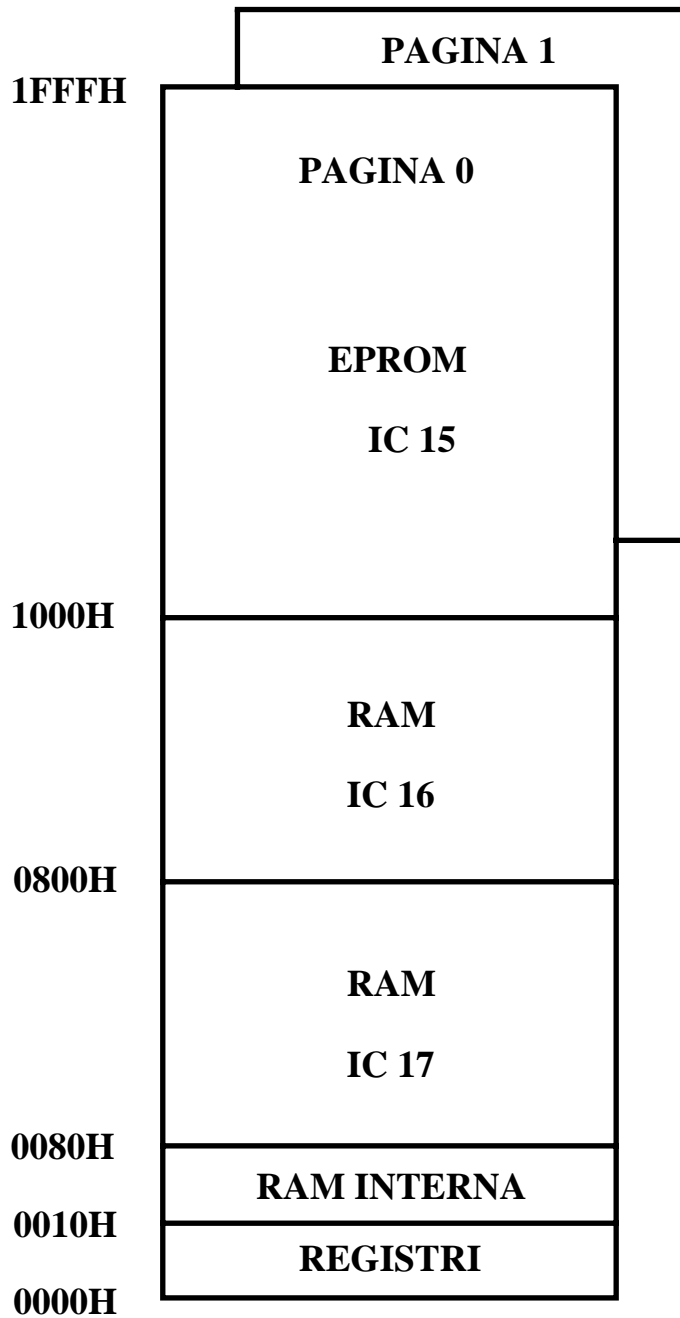 PAGINA 1
1FFFH
PAGINA 0
EPROM
IC 15
1000H
RAM
IC 16
0800H
RAM
IC 17
0080H
RAM INTERNA
0010H
REGISTRI
0000H